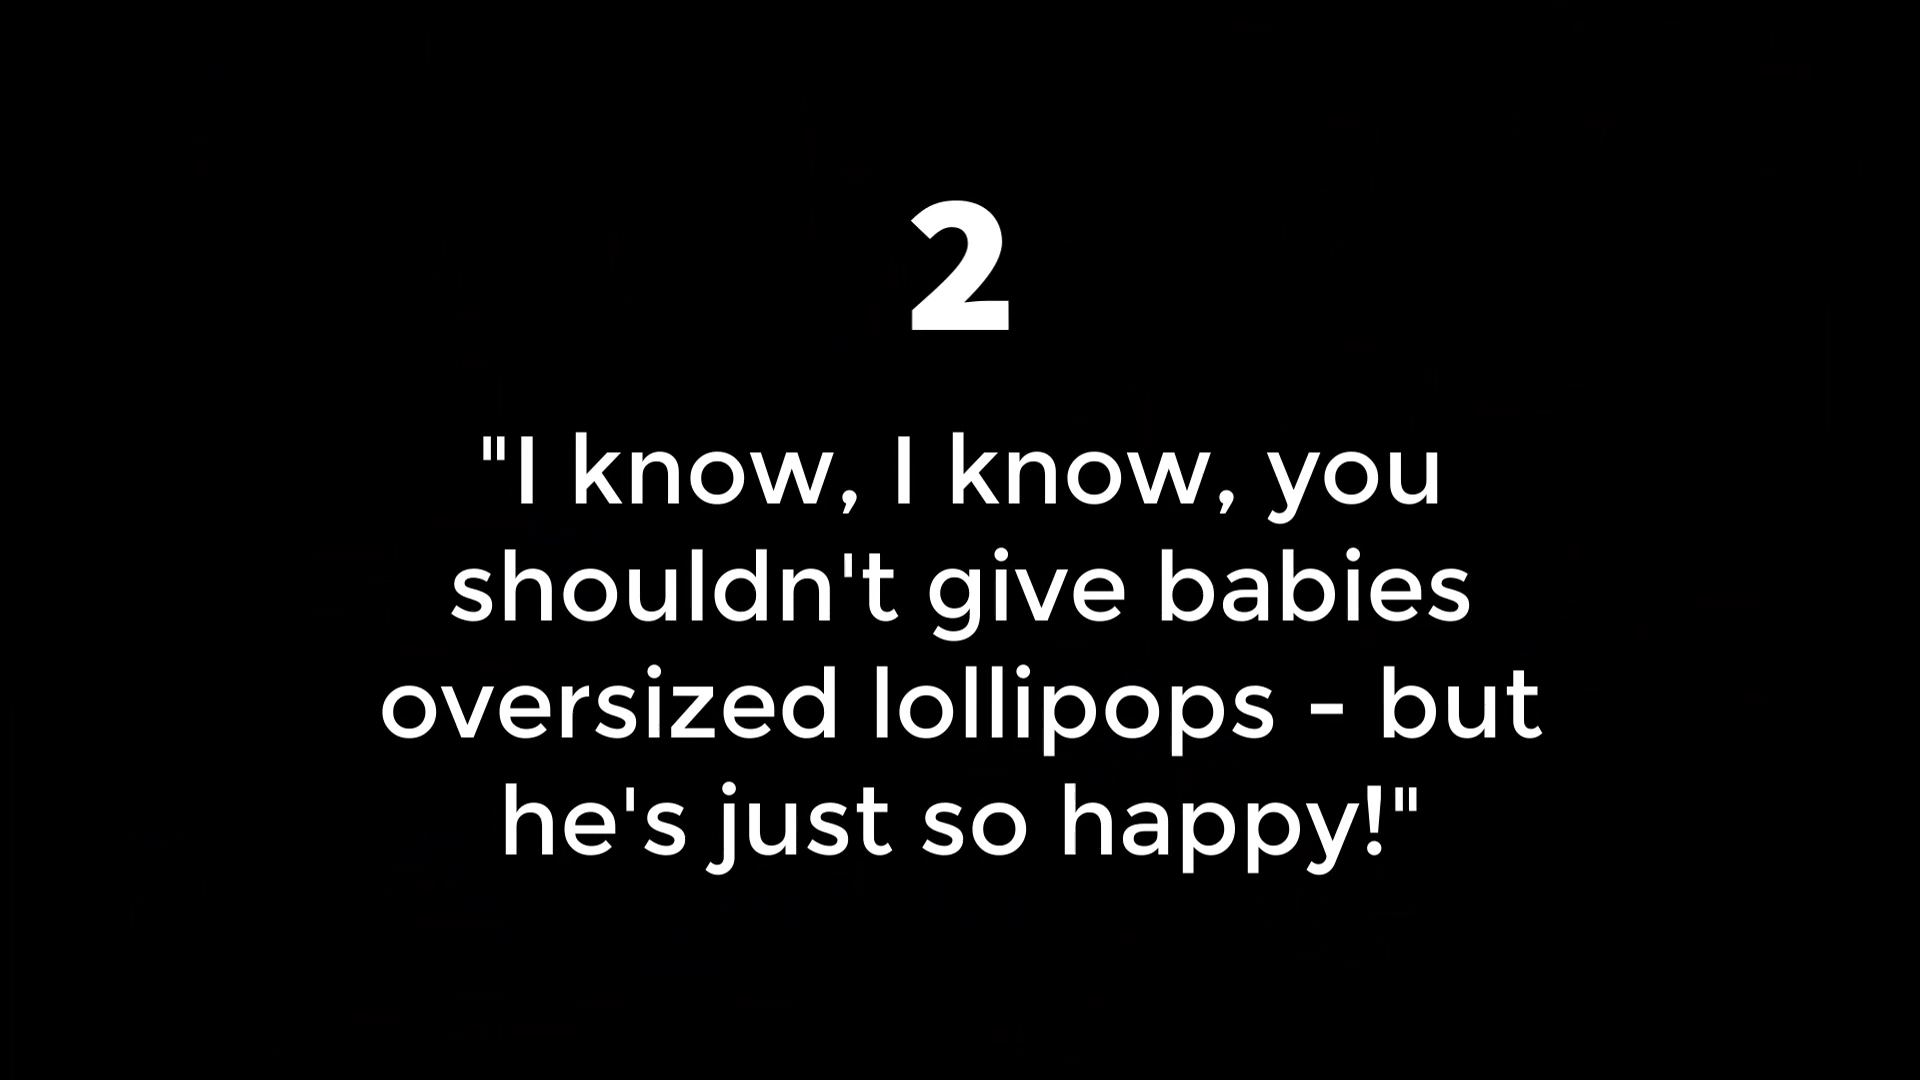 2
"I know, I know, you
shouldn't give babies
oversized lollipops - but
he's just so happy!"